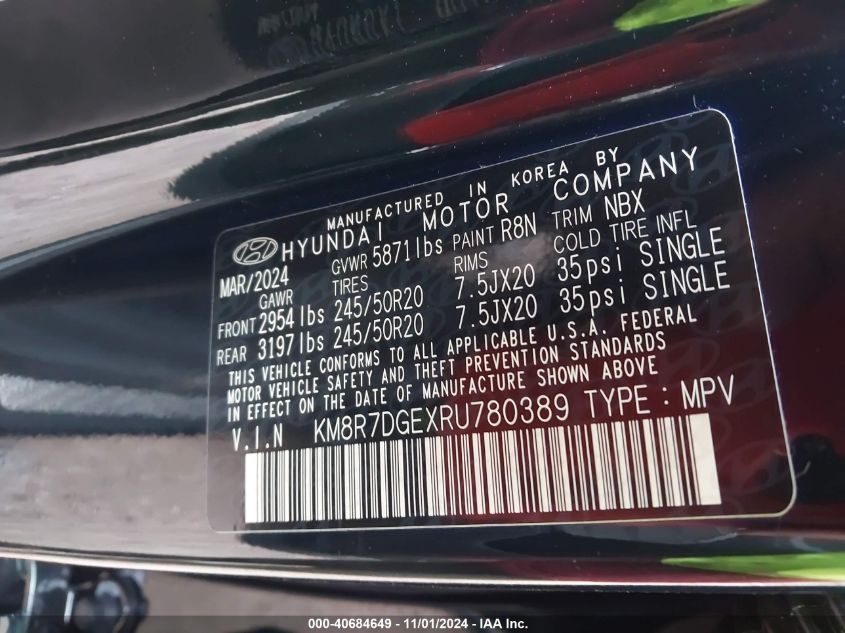 MANUFACTURED IN KOREA BY
HYUNDAI MOTOR COMPANY
MAR/2024 GVWR 5871lbs PAINT R8N TRIM NBX
GAWR TIRES RIMS COLD TIRE INFL
FRONT 2954lbs 245/50R20 7.5JX20 35psi SINGLE
REAR 3197lbs 245/50R20 7.5JX20 35psi SINGLE
THIS VEHICLE CONFORMS TO ALL APPLICABLE U.S.A. FEDERAL
MOTOR VEHICLE SAFETY AND THEFT PREVENTION STANDARDS
IN EFFECT ON THE DATE OF MANUFACTURE SHOWN ABOVE
V.I.N KM8R7DGEXRU780389 TYPE : MPV
000-40684649 - 11/01/2024 - IAA Inc.